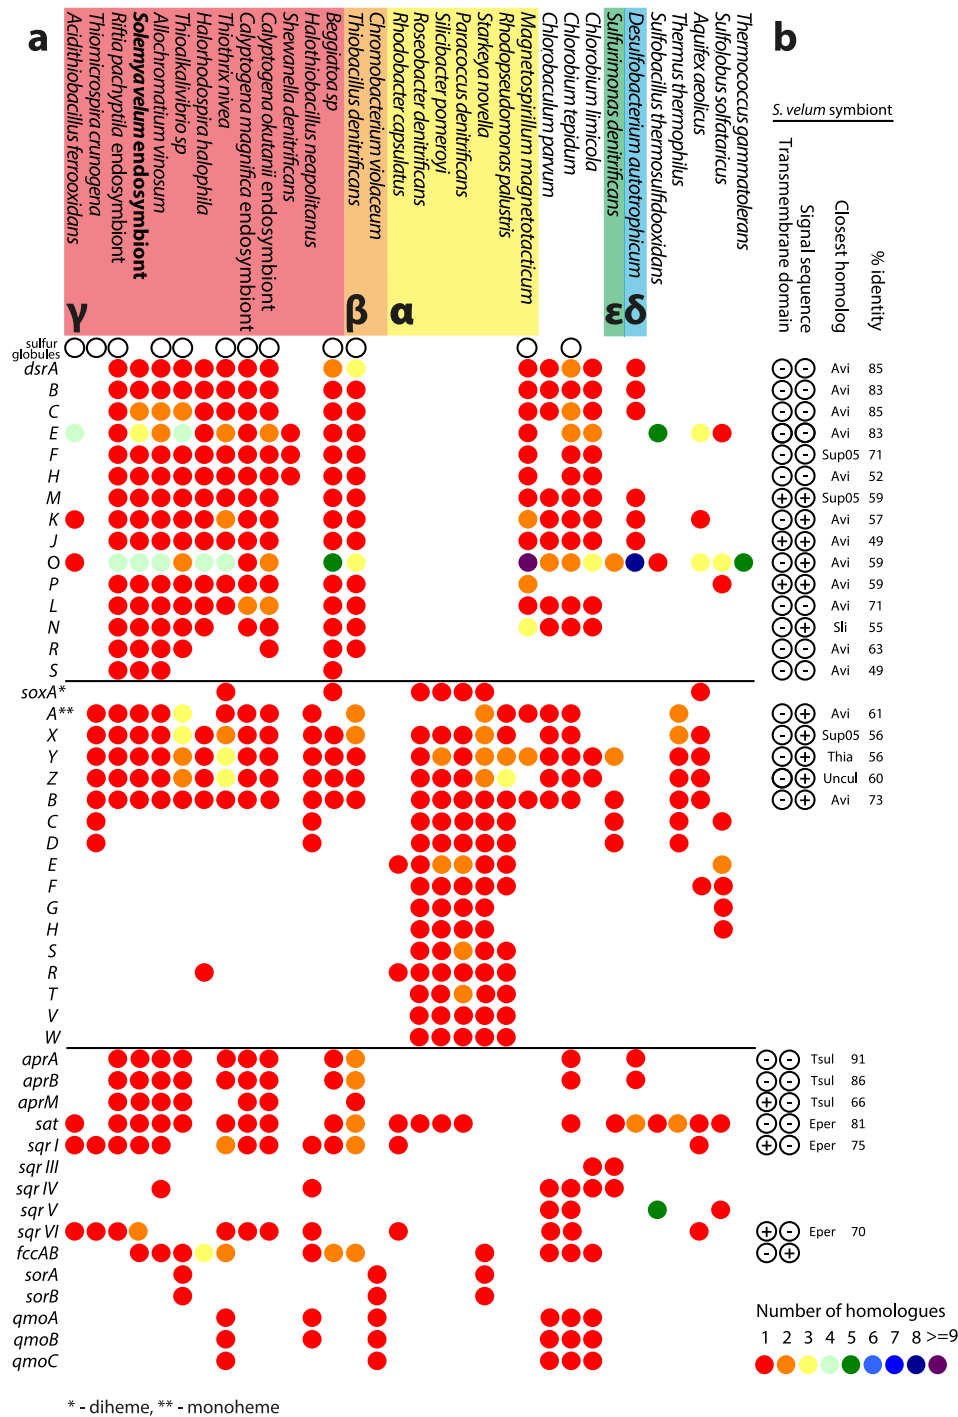 a
Acidithiobacillus ferrooxidans
Thiomicrospira crunogena
Riftia pachyptila endosymbiont
Solemya velum endosymbiont
Allochromatium vinosum
Thioalkalivibrio sp
Halorhodospira halophila
Thiothrix nivea
Calyptogena magnifica endosymbiont
Calyptogena okutanii endosymbiont
Shewanella denitrificans
Halothiobacillus neapolitanus
Beggiatoa sp
Thiobacillus denitrificans
Chromobacterium violaceum
Rhodobacter capsulatus
Roseobacter denitrificans
Silicibacter pomeroyi
Paracoccus denitrificans
Starkeya novella
Rhodopseudomonas palustris
Magnetospirilum magnetotacticum
Chlorobaculum parvum
Chlorobium tepidum
Chlorobium limicola
Sulfurimonas denitrificans
Desulfobacterium autotrophicum
Sulfobacillus thermosulfidooxidans
Thermus thermophilus
Aquifex aeolicus
Sulfolobus solfataricus
Thermococcus gammatolerans
γ β α ε δ
b
S. velum symbiont
Transmembrane domain
Signal sequence
Closest homolog
% identity
sulfur
globules
dsrA - - Avi 85
B - - Avi 83
C - - Avi 85
E - - Avi 83
F - - Sup05 71
H - - Avi 52
M + + Sup05 59
K - + Avi 57
J + + Avi 49
O - + Avi 59
P + + Avi 59
L - - Avi 71
N - + Sli 55
R - - Avi 63
S - - Avi 49
soxA*
A** - + Avi 61
X - + Sup05 56
Y - + Thia 56
Z - + Uncul 60
B - + Avi 73
C
D
E
F
G
H
S
R
T
V
W
aprA - - Tsul 91
aprB - - Tsul 86
aprM + - Tsul 66
sat - - Eper 81
sqr I + - Eper 75
sqr III
sqr IV
sqr V
sqr VI + - Eper 70
fccAB - +
sorA
sorB
qmoA
qmoB
qmoC
Number of homologues
1 2 3 4 5 6 7 8 >=9
* - diheme, ** - monoheme